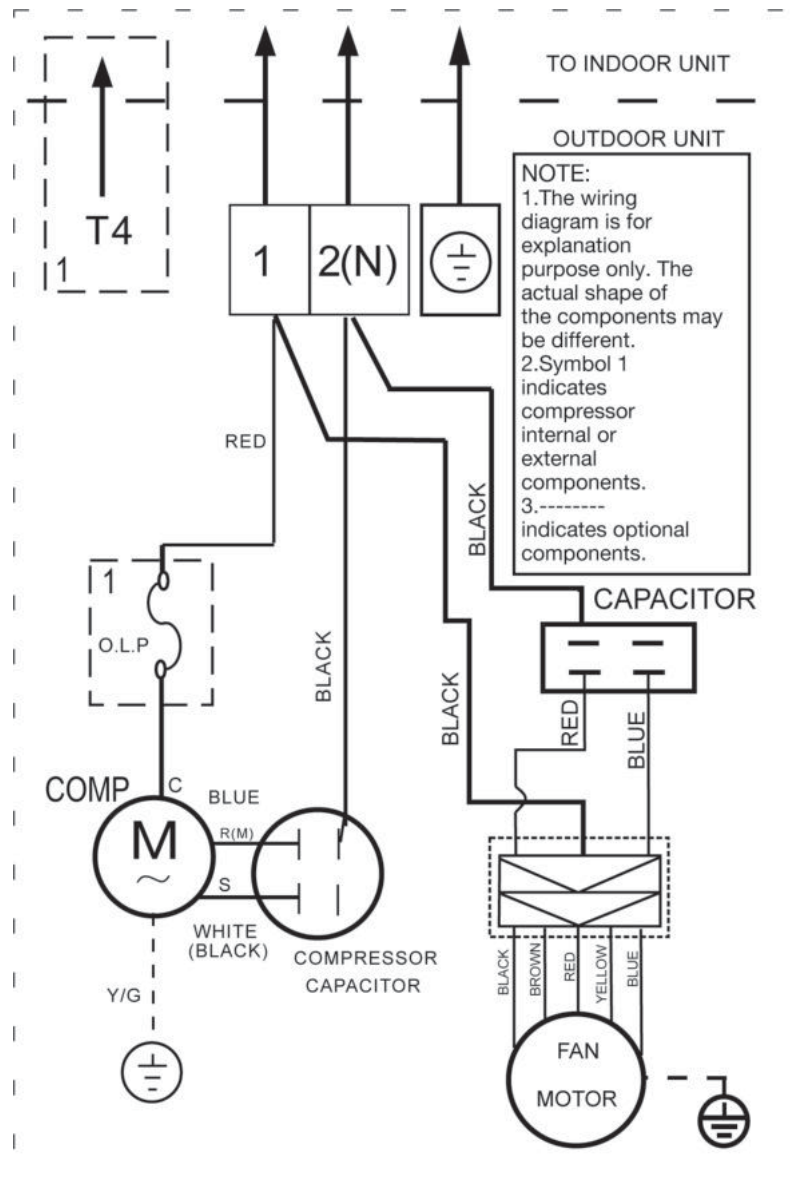 TO INDOOR UNIT
OUTDOOR UNIT
T4
1
1
2(N)
NOTE:
1.The wiring
diagram is for
explanation
purpose only. The
actual shape of
the components may
be different.
2.Symbol 1
indicates
compressor
internal or
external
components.
3.--------
indicates optional
components.
RED
BLACK
1
O.L.P
CAPACITOR
BLACK
BLACK
RED
BLUE
COMP
C
BLUE
M
R(M)
S
WHITE
(BLACK)
COMPRESSOR
CAPACITOR
Y/G
BLACK
BROWN
RED
YELLOW
BLUE
FAN
MOTOR